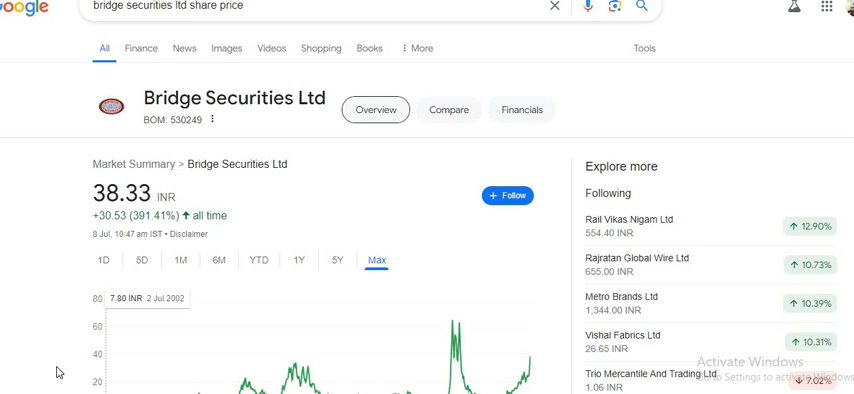 oogle
bridge securities ltd share price
All Finance News Images Videos Shopping Books More Tools
Bridge Securities Ltd
BOM: 530249
Overview Compare Financials
Market Summary > Bridge Securities Ltd
38.33 INR
+ Follow
+30.53 (391.41%) ↑ all time
8 Jul, 10:47 am IST • Disclaimer
1D 5D 1M 6M YTD 1Y 5Y Max
80
7.80 INR 2 Jul 2002
60
40
20
Explore more
Following
Rail Vikas Nigam Ltd
554.40 INR
↑ 12.90%
Rajratan Global Wire Ltd
655.00 INR
↑ 10.73%
Metro Brands Ltd
1,344.00 INR
↑ 10.39%
Vishal Fabrics Ltd
26.65 INR
↑ 10.31%
Trio Mercantile And Trading Ltd
1.06 INR
↓ 7.02%
Activate Windows
to Settings to activate Windows